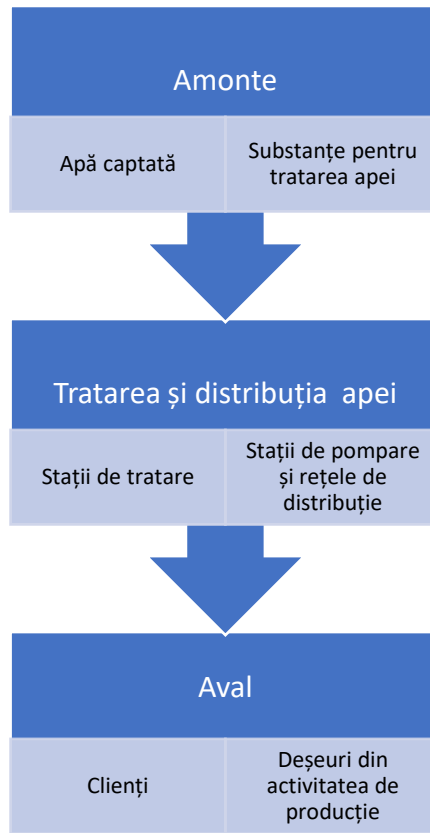 Amonte
Apă captată
Substanțe pentru
tratarea apei
Tratarea și distribuția apei
Stații de tratare
Stații de pompare
și rețele de
distribuție
Aval
Clienți
Deșeuri din
activitatea de
producție